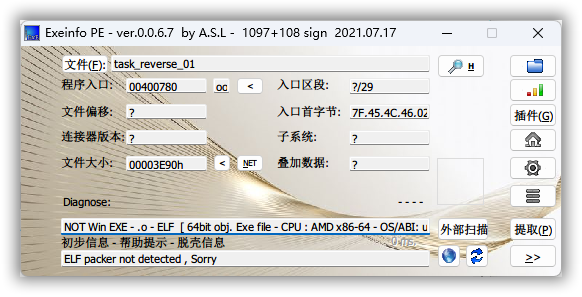 Exeinfo PE - ver.0.0.6.7 by A.S.L - 1097+108 sign 2021.07.17
文件(F): task_reverse_01 H
程序入口: 00400780 oc < 入口区段: ?/29
文件偏移: ? 入口首字节: 7F.45.4C.46.02
插件(G)
连接器版本: ? 子系统: ?
文件大小: 00003E90h < NET 叠加数据: ?
Diagnose: - - - -
NOT Win EXE - .o - ELF [ 64bit obj. Exe file - CPU : AMD x86-64 - OS/ABI: u 外部扫描 提取(P)
初步信息 - 帮助提示 - 脱壳信息 0 ms.
ELF packer not detected , Sorry >>